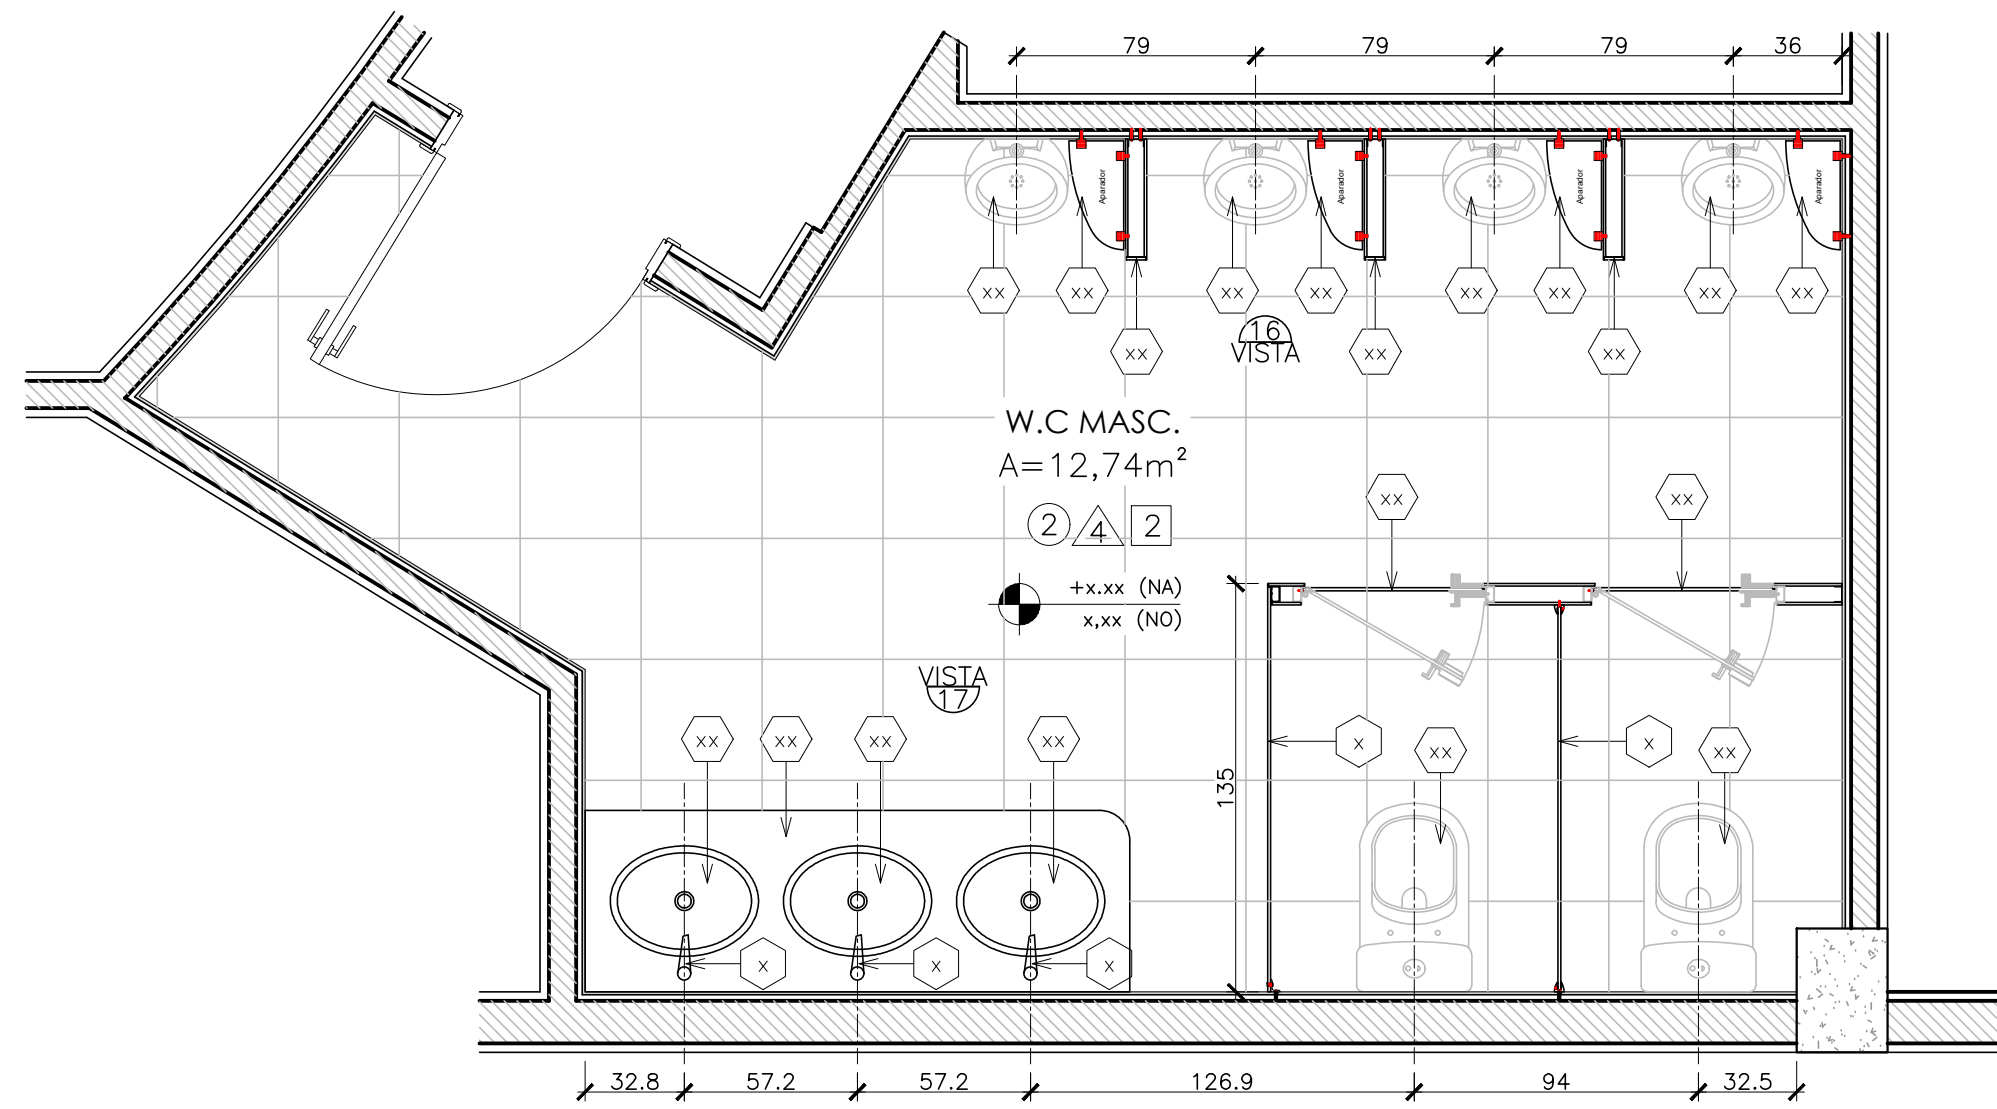 79 79 79 36
Aparador Aparador Aparador Aparador
xx xx xx xx xx xx xx xx
16
VISTA
xx xx xx
W.C MASC.
A=12,74m²
xx xx
2 4 2
+x.xx (NA)
x,xx (NO)
VISTA
17
xx xx xx xx
x xx x xx
135
x x x
32.8 57.2 57.2 126.9 94 32.5